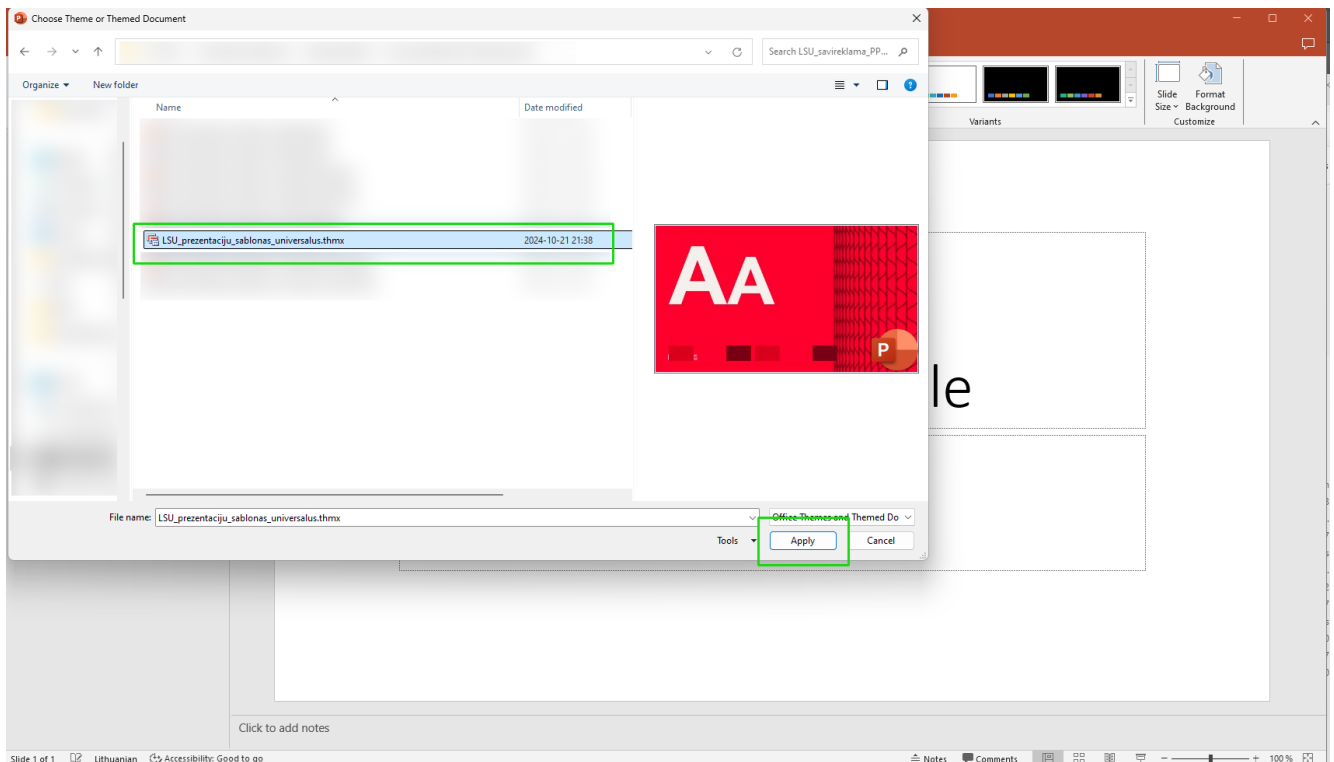 Choose Theme or Themed Document
Search LSU_savireklama_PP...
Organize
New folder
Name
Date modified
LSU_prezentaciju_sablonas_universalus.thmx
2024-10-21 21:38
AA
P
File name:
LSU_prezentaciju_sablonas_universalus.thmx
Office Themes and Themed Do
Tools
Apply
Cancel
Variants
Slide Size
Format Background
Customize
le
Click to add notes
Slide 1 of 1
Lithuanian
Accessibility: Good to go
Notes
Comments
100 %